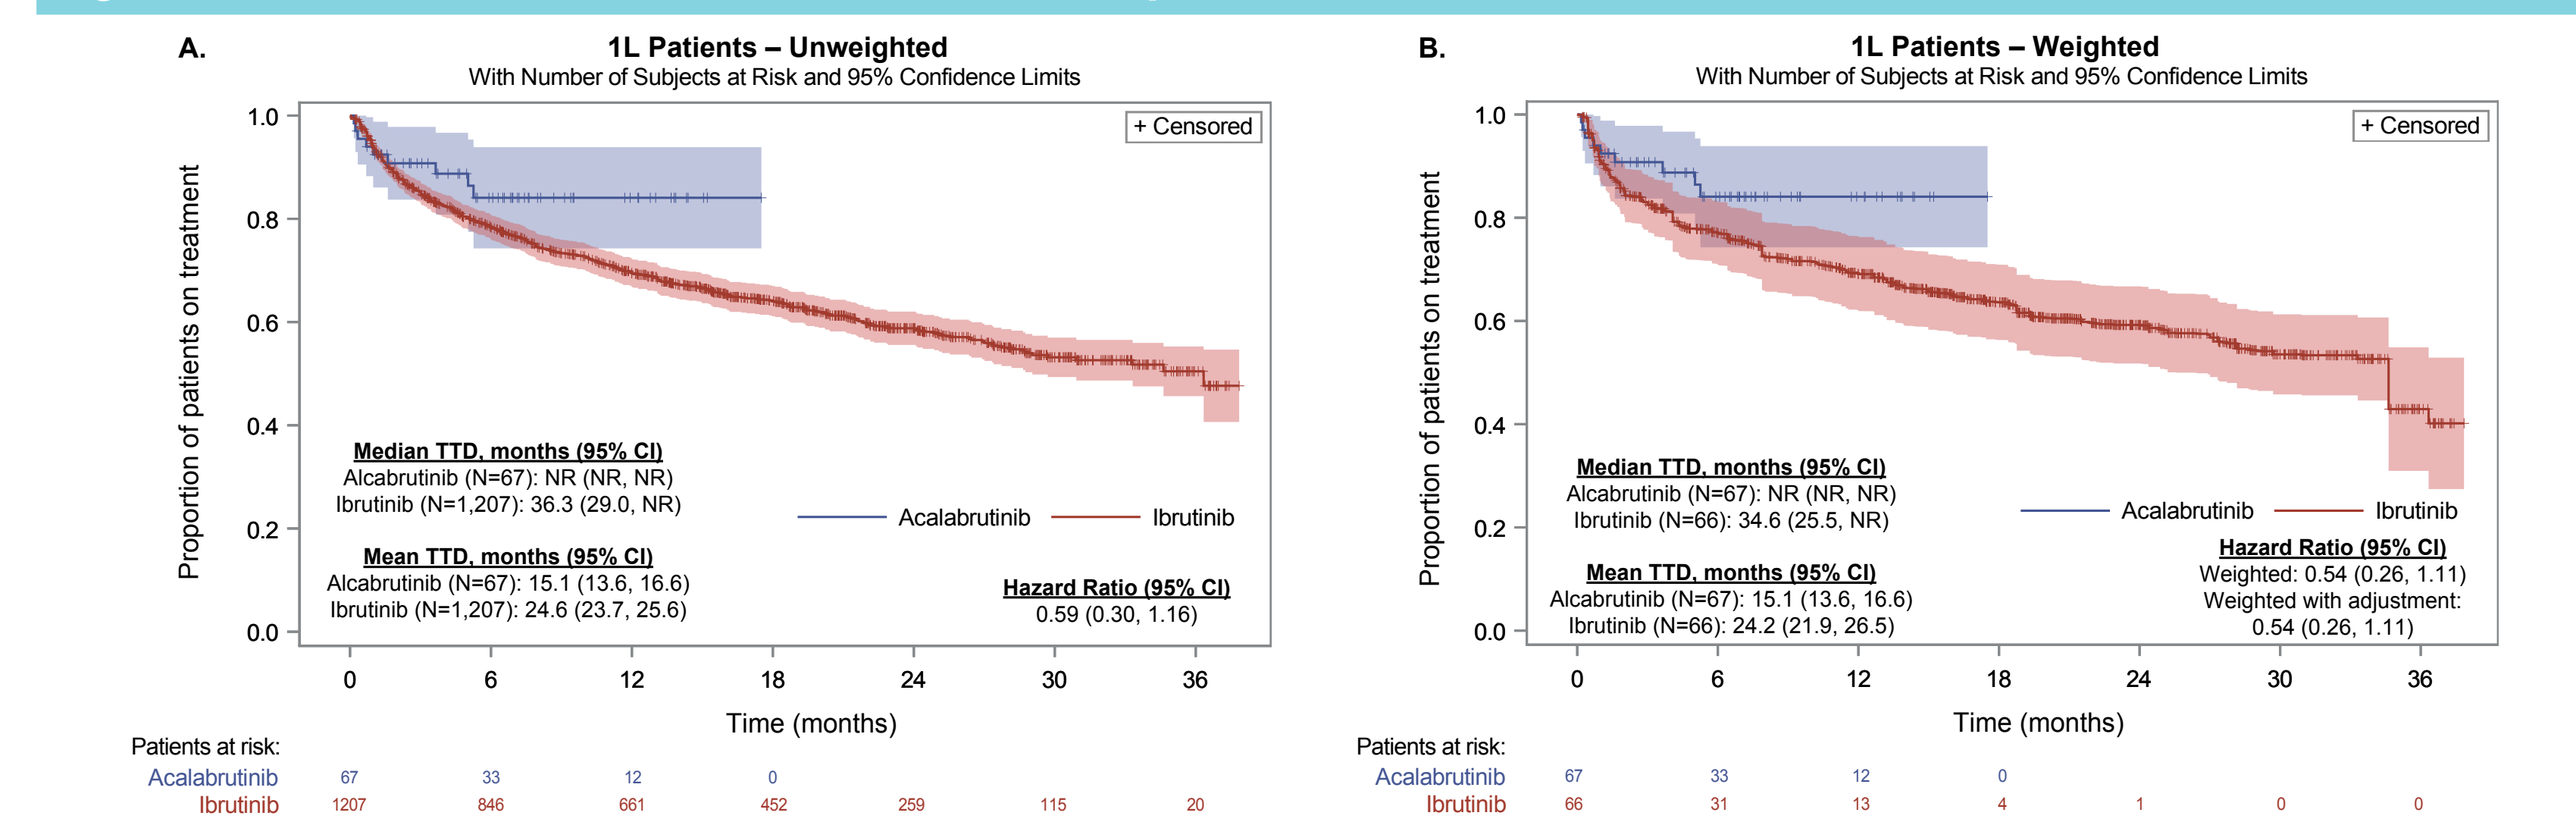 A.
1L Patients – Unweighted
With Number of Subjects at Risk and 95% Confidence Limits
+ Censored
Proportion of patients on treatment
1.0
0.8
0.6
0.4
0.2
0.0
Median TTD, months (95% CI)
Alcabrutinib (N=67): NR (NR, NR)
Ibrutinib (N=1,207): 36.3 (29.0, NR)
Acalabrutinib
Ibrutinib
Mean TTD, months (95% CI)
Alcabrutinib (N=67): 15.1 (13.6, 16.6)
Ibrutinib (N=1,207): 24.6 (23.7, 25.6)
Hazard Ratio (95% CI)
0.59 (0.30, 1.16)
0 6 12 18 24 30 36
Time (months)
Patients at risk:
Acalabrutinib 67 33 12 0
Ibrutinib 1207 846 661 452 259 115 20
B.
1L Patients – Weighted
With Number of Subjects at Risk and 95% Confidence Limits
+ Censored
Proportion of patients on treatment
1.0
0.8
0.6
0.4
0.2
0.0
Median TTD, months (95% CI)
Alcabrutinib (N=67): NR (NR, NR)
Ibrutinib (N=66): 34.6 (25.5, NR)
Acalabrutinib
Ibrutinib
Mean TTD, months (95% CI)
Alcabrutinib (N=67): 15.1 (13.6, 16.6)
Ibrutinib (N=66): 24.2 (21.9, 26.5)
Hazard Ratio (95% CI)
Weighted: 0.54 (0.26, 1.11)
Weighted with adjustment:
0.54 (0.26, 1.11)
0 6 12 18 24 30 36
Time (months)
Patients at risk:
Acalabrutinib 67 33 12 0
Ibrutinib 66 31 13 4 1 0 0